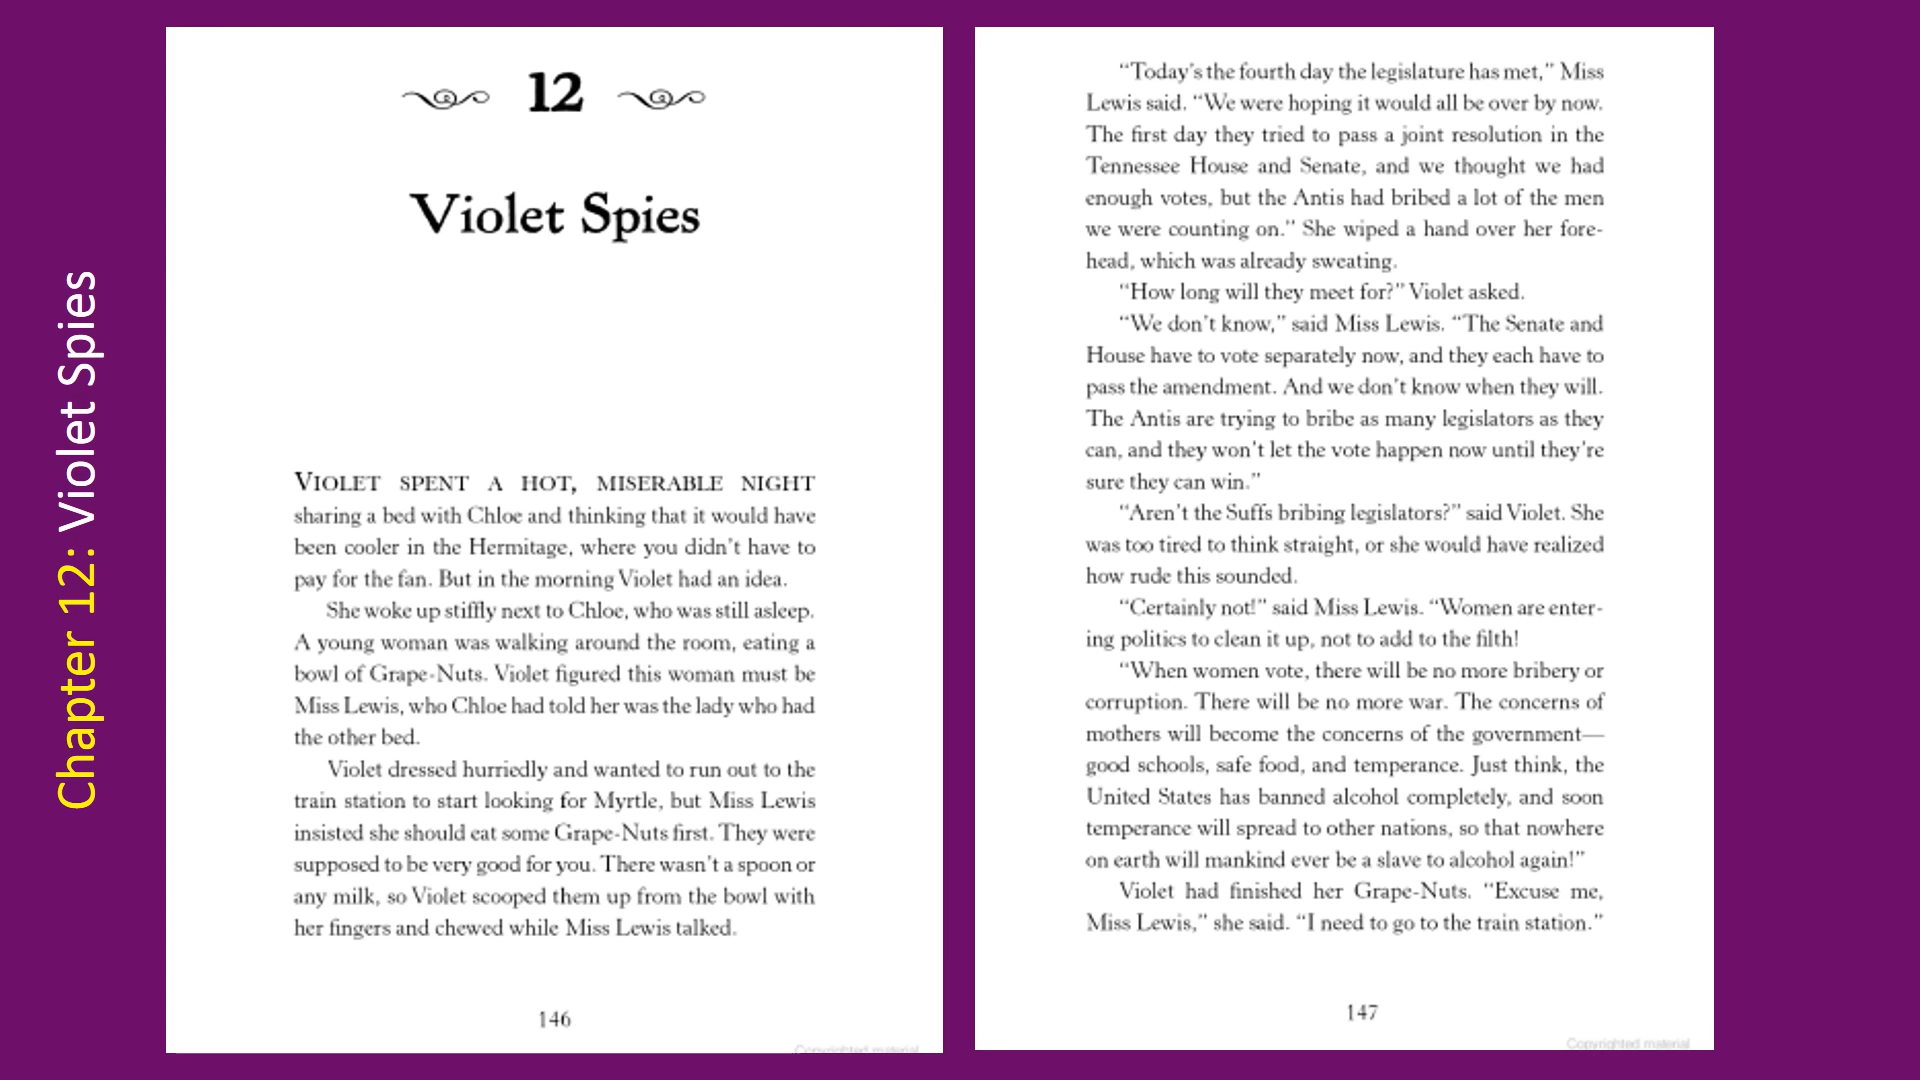 Chapter 12: Violet Spies
12
Violet Spies
VIOLET SPENT A HOT, MISERABLE NIGHT
sharing a bed with Chloe and thinking that it would have
been cooler in the Hermitage, where you didn't have to
pay for the fan. But in the morning Violet had an idea.
She woke up stiffly next to Chloe, who was still asleep.
A young woman was walking around the room, eating a
bowl of Grape-Nuts. Violet figured this woman must be
Miss Lewis, who Chloe had told her was the lady who had
the other bed.
Violet dressed hurriedly and wanted to run out to the
train station to start looking for Myrtle, but Miss Lewis
insisted she should eat some Grape-Nuts first. They were
supposed to be very good for you. There wasn't a spoon or
any milk, so Violet scooped them up from the bowl with
her fingers and chewed while Miss Lewis talked.
146
Copyrighted material
"Today's the fourth day the legislature has met," Miss
Lewis said. "We were hoping it would all be over by now.
The first day they tried to pass a joint resolution in the
Tennessee House and Senate, and we thought we had
enough votes, but the Antis had bribed a lot of the men
we were counting on." She wiped a hand over her fore-
head, which was already sweating.
"How long will they meet for?" Violet asked.
"We don't know," said Miss Lewis. "The Senate and
House have to vote separately now, and they each have to
pass the amendment. And we don't know when they will.
The Antis are trying to bribe as many legislators as they
can, and they won't let the vote happen now until they're
sure they can win."
"Aren't the Suffs bribing legislators?" said Violet. She
was too tired to think straight, or she would have realized
how rude this sounded.
"Certainly not!" said Miss Lewis. "Women are enter-
ing politics to clean it up, not to add to the filth!
"When women vote, there will be no more bribery or
corruption. There will be no more war. The concerns of
mothers will become the concerns of the government—
good schools, safe food, and temperance. Just think, the
United States has banned alcohol completely, and soon
temperance will spread to other nations, so that nowhere
on earth will mankind ever be a slave to alcohol again!"
Violet had finished her Grape-Nuts. "Excuse me,
Miss Lewis," she said. "I need to go to the train station."
147
Copyrighted material